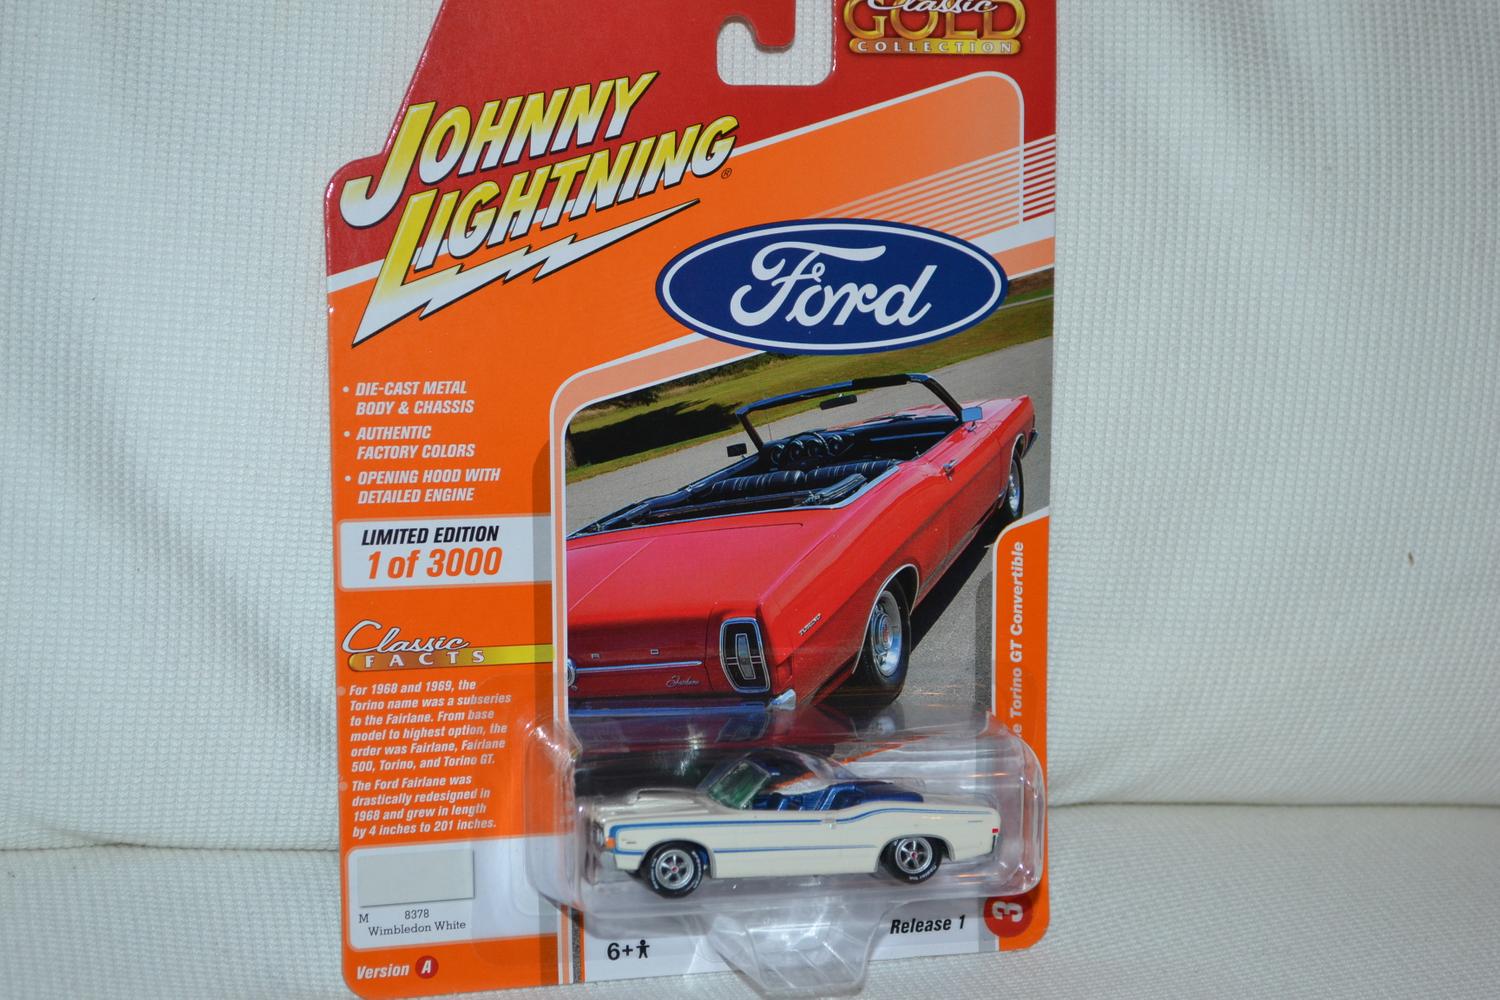 Classic
GOLD
COLLECTION
JOHNNY
LIGHTNING®
Ford
• DIE-CAST METAL
BODY & CHASSIS
• AUTHENTIC
FACTORY COLORS
• OPENING HOOD WITH
DETAILED ENGINE
LIMITED EDITION
1 of 3000
Classic
FACTS
• For 1968 and 1969, the
Torino name was a subseries
to the Fairlane. From base
model to highest option, the
order was Fairlane, Fairlane
500, Torino, and Torino GT.
• The Ford Fairlane was
drastically redesigned in
1968 and grew in length
by 4 inches to 201 inches.
M 8378
Wimbledon White
Version A
TORINO
R D
Fairlane
Torino GT Convertible
6+
Release 1
3